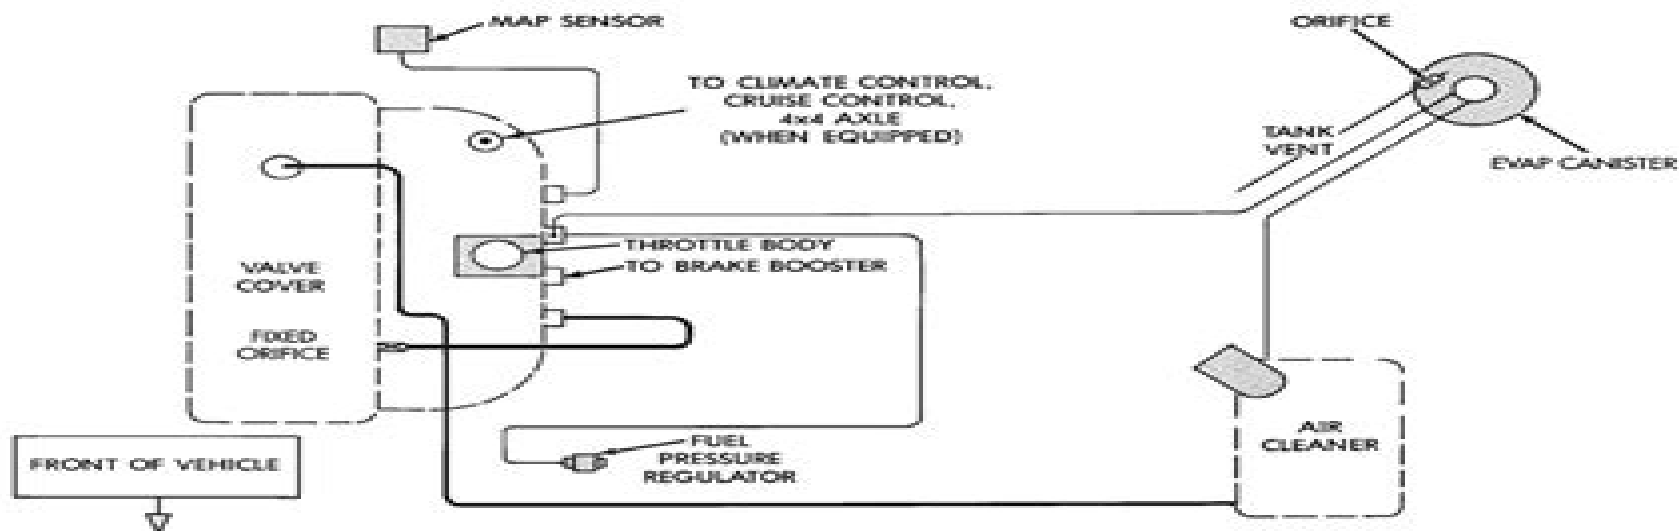 MAP SENSOR
ORIFICE
TO CLIMATE CONTROL,
CRUISE CONTROL,
4x4 AXLE
(WHEN EQUIPPED)
TANK
VENT
EVAP CANISTER
THROTTLE BODY
TO BRAKE BOOSTER
VALVE
COVER
FIXED
ORIFICE
AIR
CLEANER
FUEL
PRESSURE
REGULATOR
FRONT OF VEHICLE